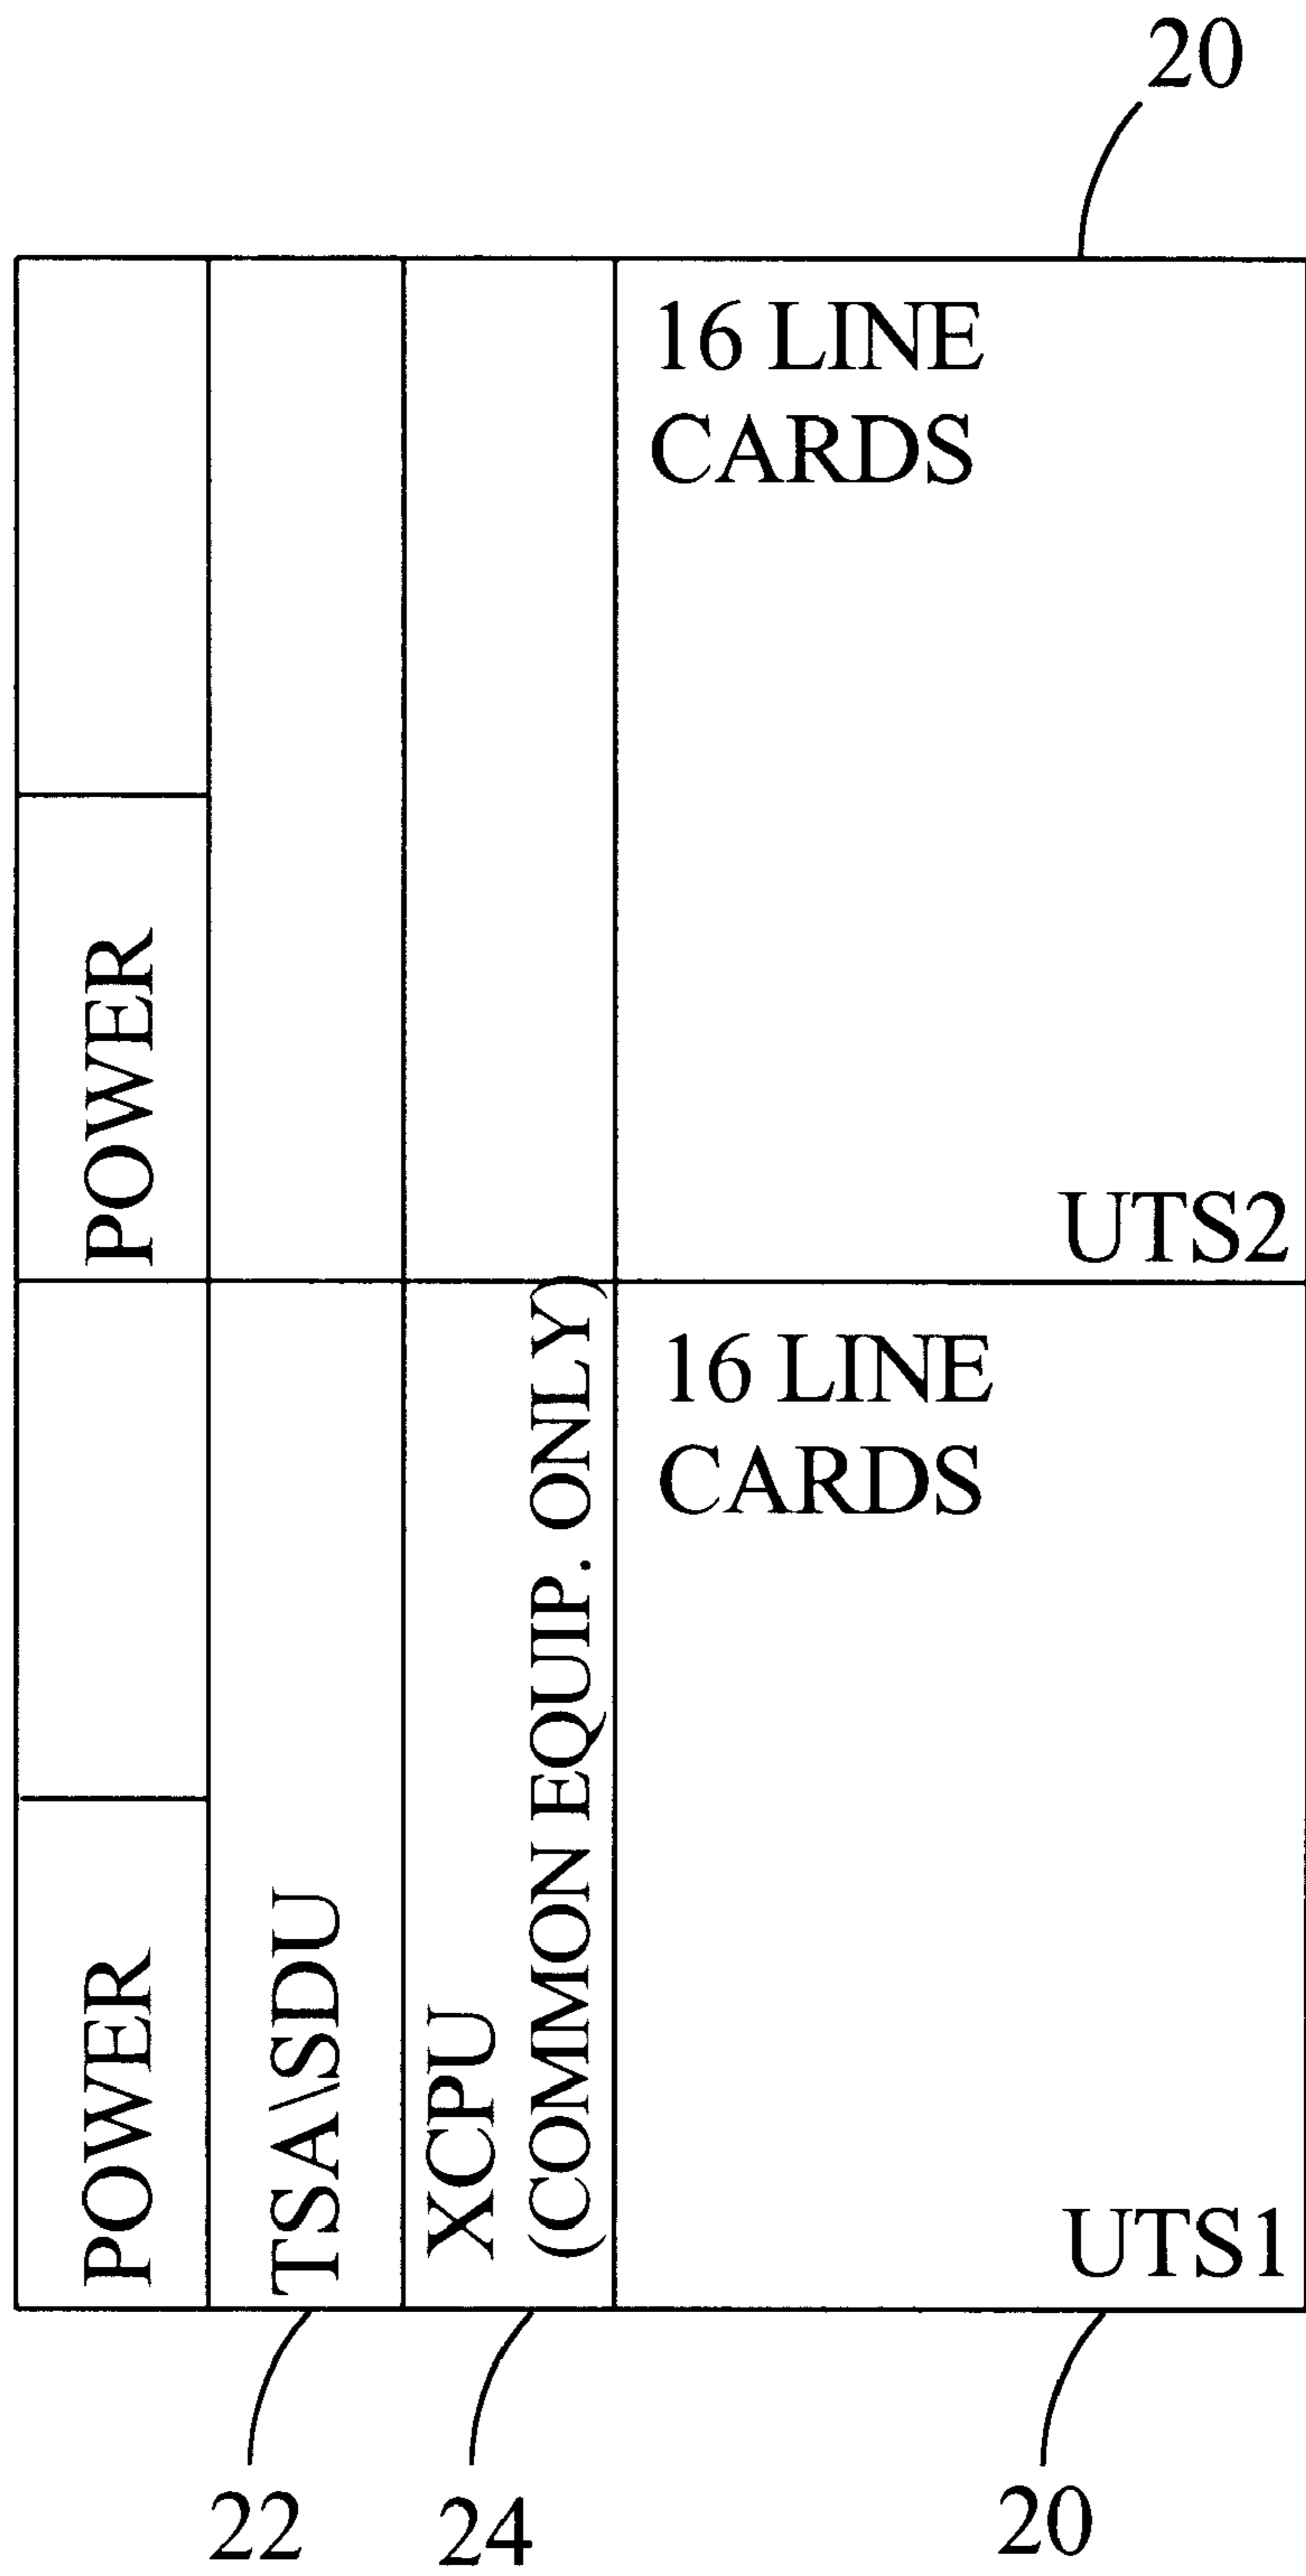 20
16 LINE
CARDS
POWER
UTS2
16 LINE
CARDS
POWER
TSA\SDU
XCPU
(COMMON EQUIP. ONLY)
UTS1
22
24
20